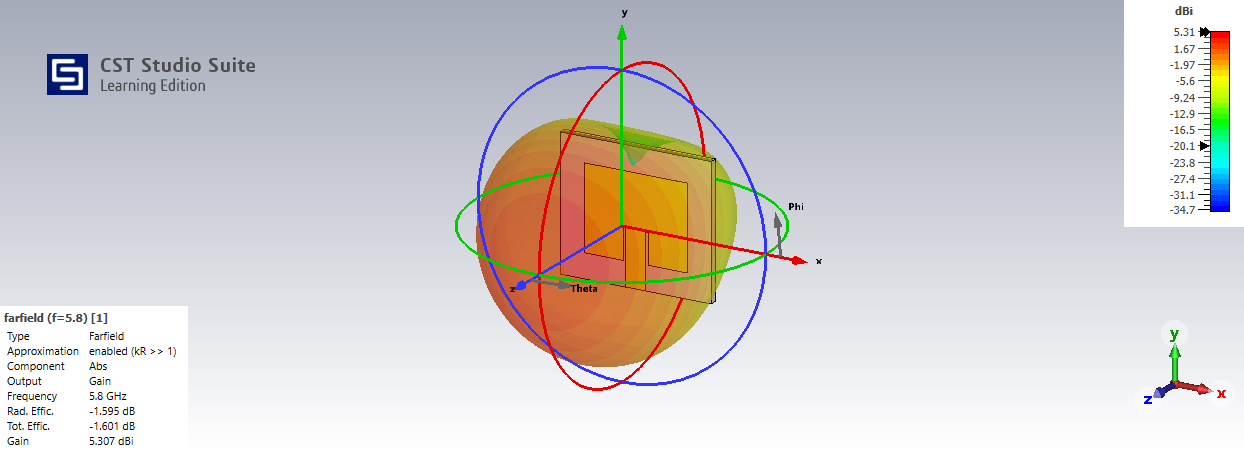 y
dBi
5.31
1.67
-1.97
-5.6
-9.24
-12.9
-16.5
-20.1
-23.8
-27.4
-31.1
-34.7
CST Studio Suite
Learning Edition
Phi
x
z
Theta
farfield (f=5.8) [1]
Type Farfield
Approximation enabled (kR >> 1)
Component Abs
Output Gain
Frequency 5.8 GHz
Rad. Effic. -1.595 dB
Tot. Effic. -1.601 dB
Gain 5.307 dBi
y
z
x